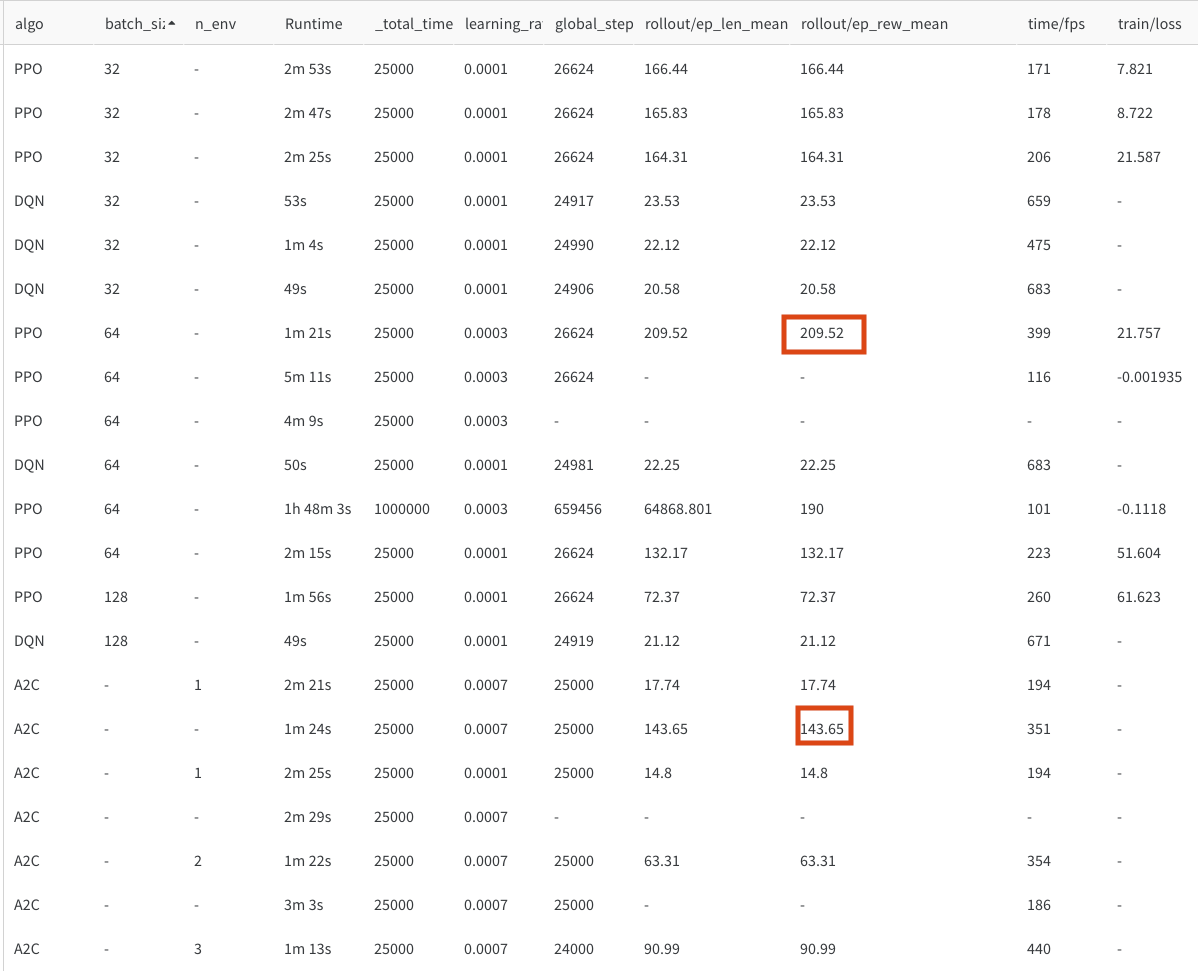 algo batch_siz n_env Runtime _total_time learning_ra global_step rollout/ep_len_mean rollout/ep_rew_mean time/fps train/loss
PPO 32 - 2m 53s 25000 0.0001 26624 166.44 166.44 171 7.821
PPO 32 - 2m 47s 25000 0.0001 26624 165.83 165.83 178 8.722
PPO 32 - 2m 25s 25000 0.0001 26624 164.31 164.31 206 21.587
DQN 32 - 53s 25000 0.0001 24917 23.53 23.53 659 -
DQN 32 - 1m 4s 25000 0.0001 24990 22.12 22.12 475 -
DQN 32 - 49s 25000 0.0001 24906 20.58 20.58 683 -
PPO 64 - 1m 21s 25000 0.0003 26624 209.52 209.52 399 21.757
PPO 64 - 5m 11s 25000 0.0003 26624 - - 116 -0.001935
PPO 64 - 4m 9s 25000 0.0003 - - - - -
DQN 64 - 50s 25000 0.0001 24981 22.25 22.25 683 -
PPO 64 - 1h 48m 3s 1000000 0.0003 659456 64868.801 190 101 -0.1118
PPO 64 - 2m 15s 25000 0.0001 26624 132.17 132.17 223 51.604
PPO 128 - 1m 56s 25000 0.0001 26624 72.37 72.37 260 61.623
DQN 128 - 49s 25000 0.0001 24919 21.12 21.12 671 -
A2C - 1 2m 21s 25000 0.0007 25000 17.74 17.74 194 -
A2C - - 1m 24s 25000 0.0007 25000 143.65 143.65 351 -
A2C - 1 2m 25s 25000 0.0001 25000 14.8 14.8 194 -
A2C - - 2m 29s 25000 0.0007 - - - - -
A2C - 2 1m 22s 25000 0.0007 25000 63.31 63.31 354 -
A2C - - 3m 3s 25000 0.0007 25000 - - 186 -
A2C - 3 1m 13s 25000 0.0007 24000 90.99 90.99 440 -